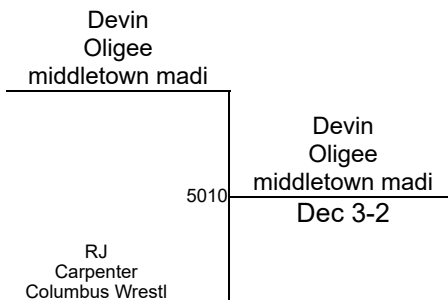 Devin
Oligee
middletown madi
Devin
Oligee
middletown madi
5010
Dec 3-2
RJ
Carpenter
Columbus Wrestl